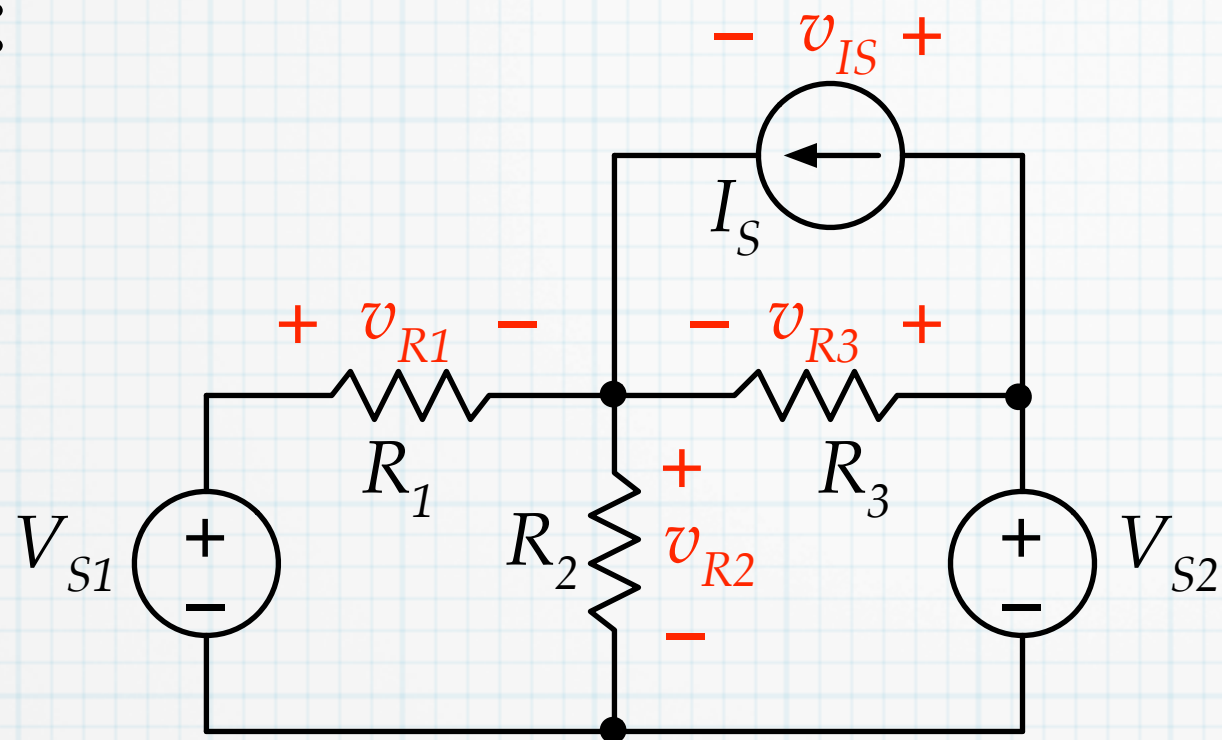 :
− v_IS +
I_S
+ v_R1 −
− v_R3 +
R_1
R_3
+
v_R2
−
R_2
V_S1
+
−
V_S2
+
−